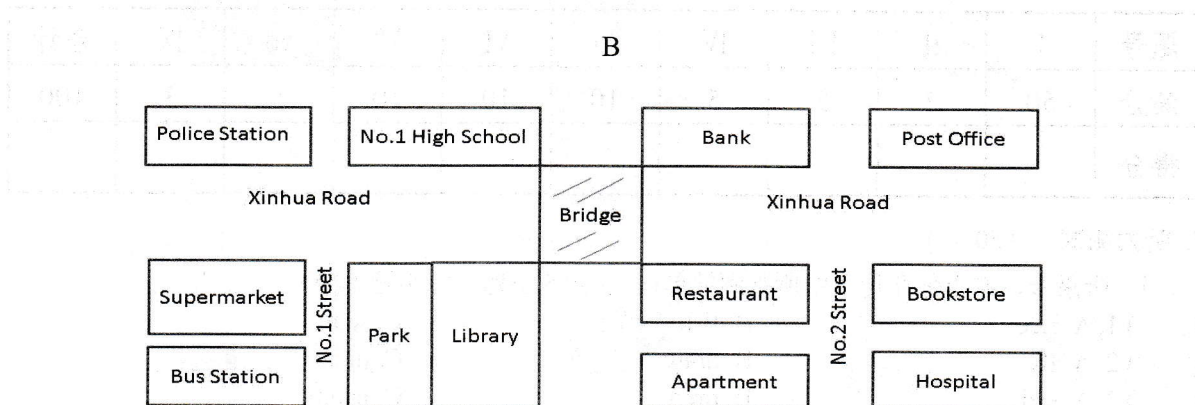 B
Police Station No.1 High School Bank Post Office
Xinhua Road Bridge Xinhua Road
Supermarket No.1 Street Park Library Restaurant No.2 Street Bookstore
Bus Station Apartment Hospital